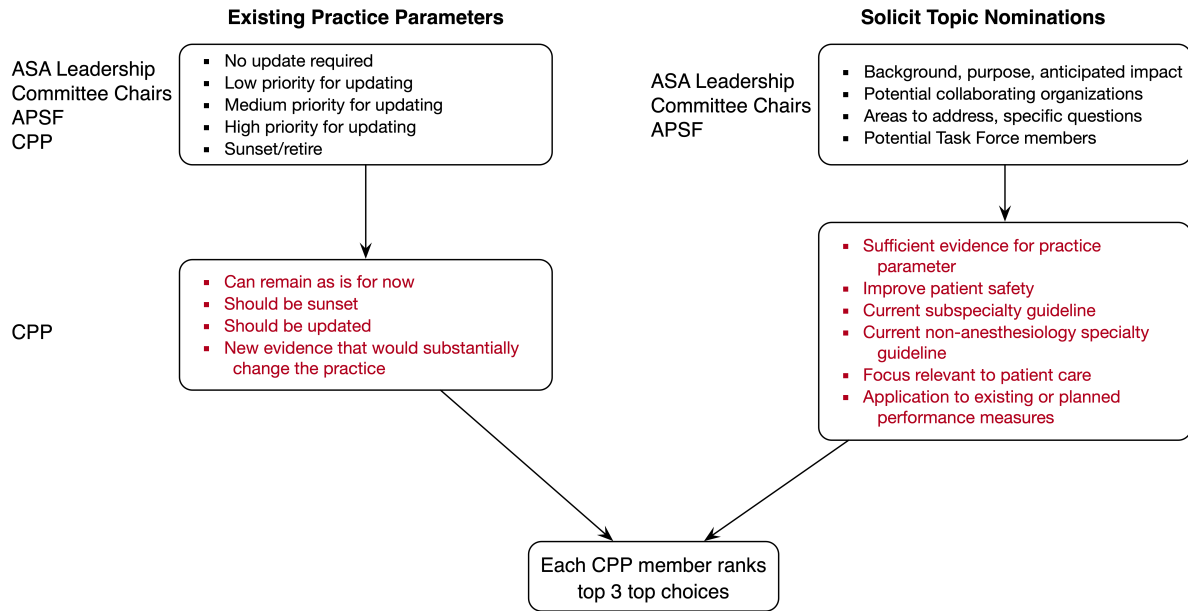 Existing Practice Parameters
ASA Leadership
Committee Chairs
APSF
CPP
▪ No update required
▪ Low priority for updating
▪ Medium priority for updating
▪ High priority for updating
▪ Sunset/retire
CPP
▪ Can remain as is for now
▪ Should be sunset
▪ Should be updated
▪ New evidence that would substantially
change the practice
Solicit Topic Nominations
ASA Leadership
Committee Chairs
APSF
▪ Background, purpose, anticipated impact
▪ Potential collaborating organizations
▪ Areas to address, specific questions
▪ Potential Task Force members
▪ Sufficient evidence for practice
parameter
▪ Improve patient safety
▪ Current subspecialty guideline
▪ Current non-anesthesiology specialty
guideline
▪ Focus relevant to patient care
▪ Application to existing or planned
performance measures
Each CPP member ranks
top 3 top choices